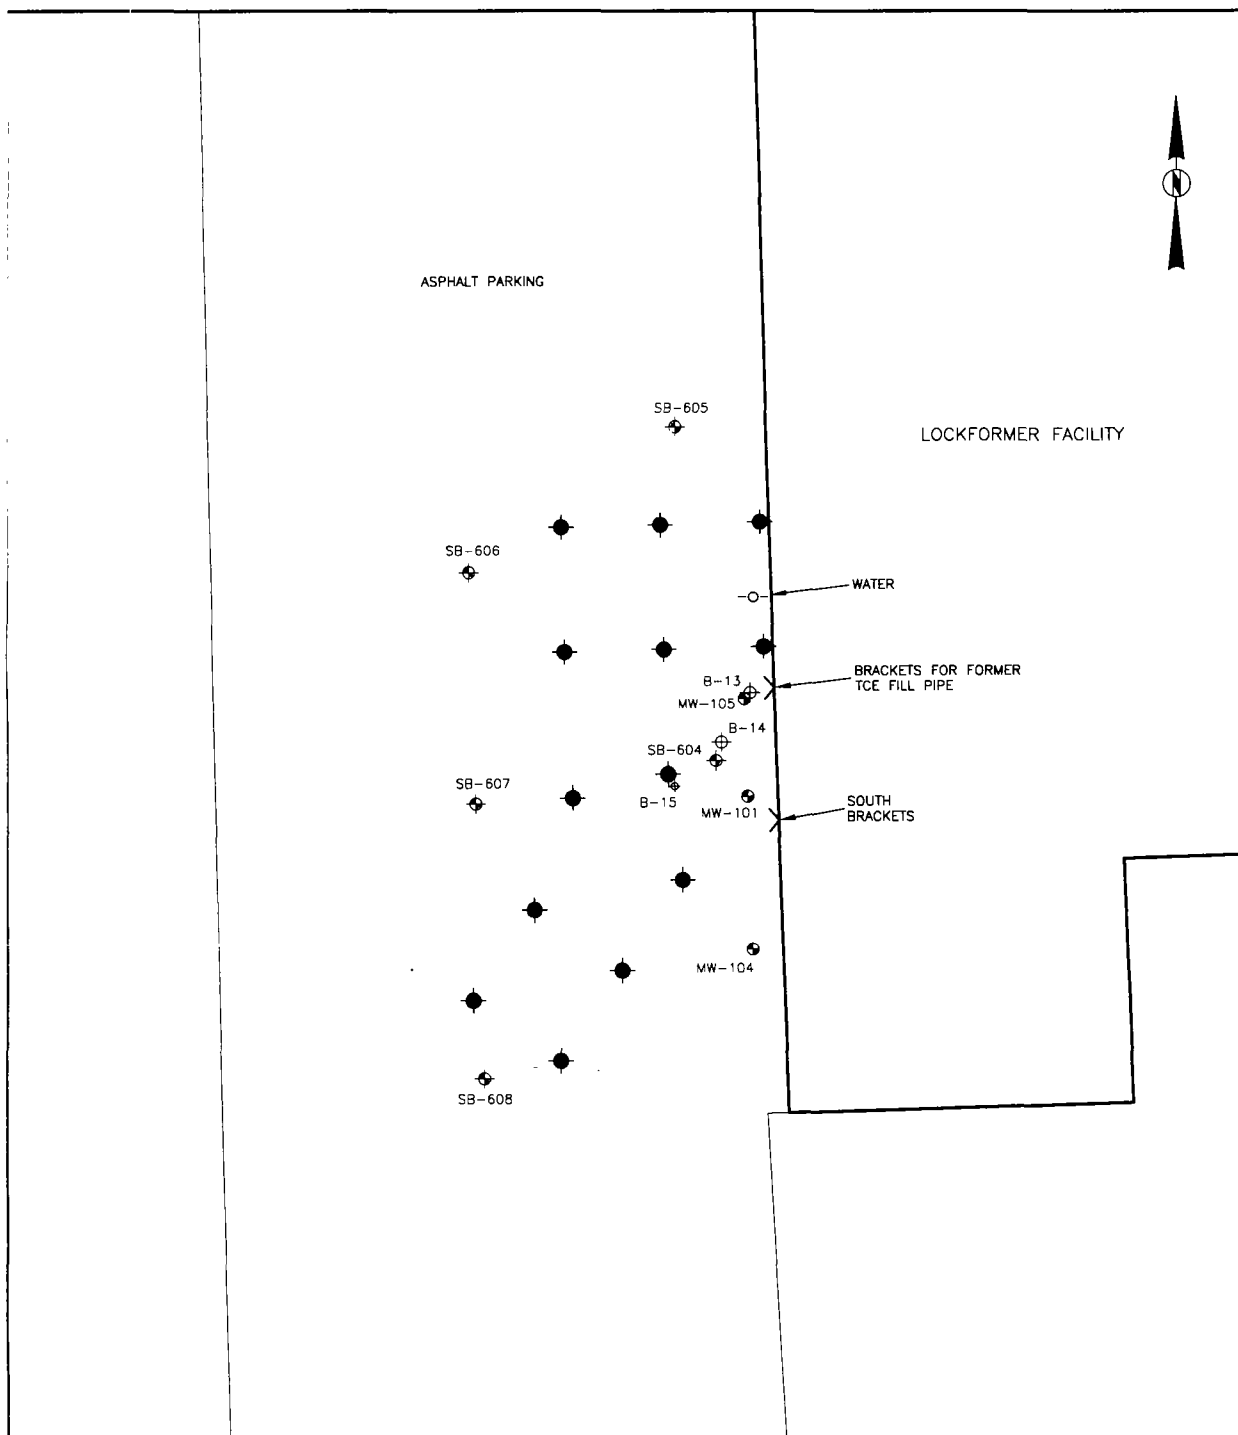 N
ASPHALT PARKING
SB-605
LOCKFORMER FACILITY
SB-606
WATER
BRACKETS FOR FORMER
TCE FILL PIPE
B-13
MW-105
B-14
SB-604
SB-607
B-15
MW-101
SOUTH
BRACKETS
MW-104
SB-608